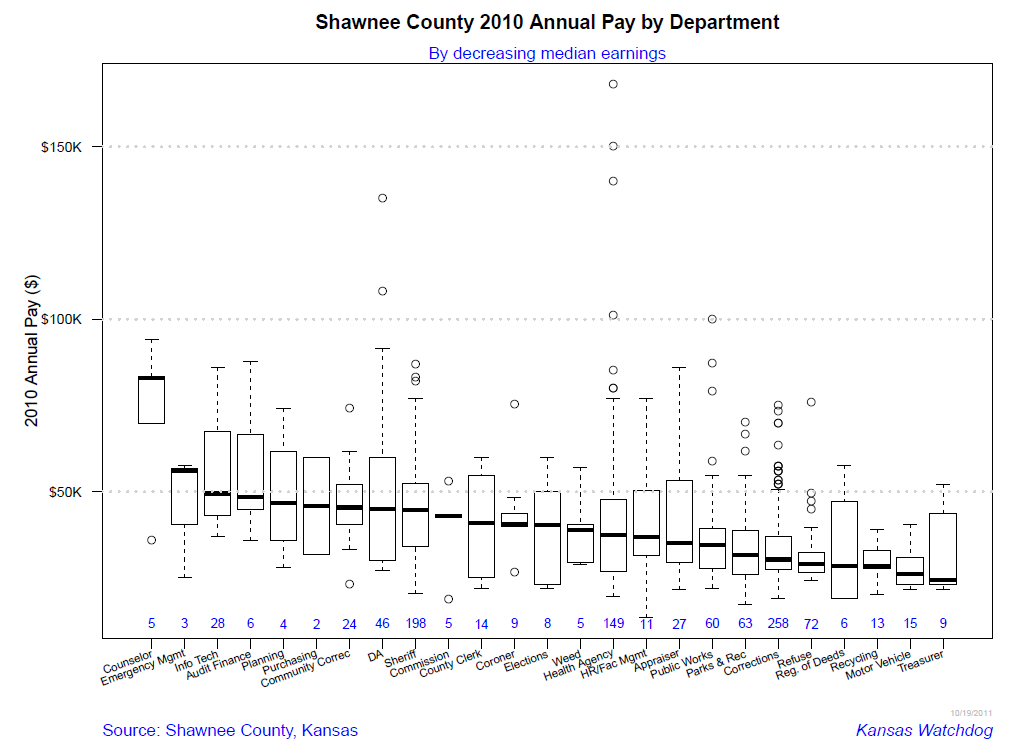 Shawnee County 2010 Annual Pay by Department
By decreasing median earnings
2010 Annual Pay ($)
$150K
$100K
$50K
5 3 28 6 4 2 24 46 198 5 14 9 8 5 149 11 27 60 63 258 72 6 13 15 9
Counselor
Emergency Mgmt
Info Tech
Audit Finance
Planning
Purchasing
Community Correc
DA
Sheriff
Commission
County Clerk
Coroner
Elections
Weed
Health Agency
HR/Fac Mgmt
Appraiser
Public Works
Parks & Rec
Corrections
Refuse
Reg. of Deeds
Recycling
Motor Vehicle
Treasurer
10/19/2011
Source: Shawnee County, Kansas
Kansas Watchdog